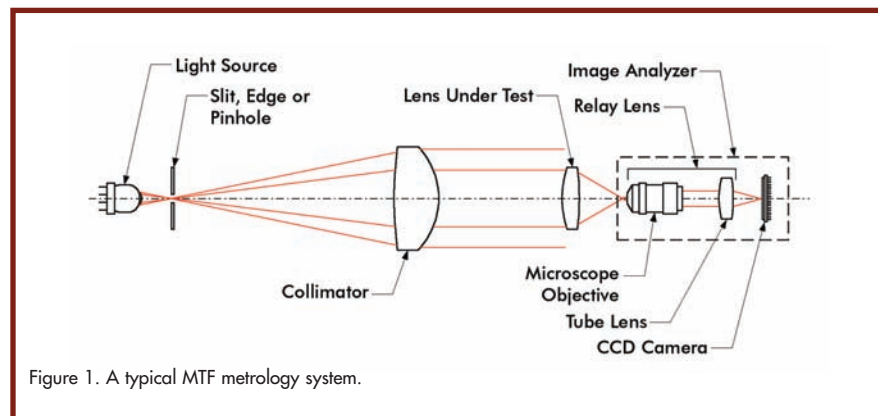 Light Source
Slit, Edge or
Pinhole
Lens Under Test
Image Analyzer
Relay Lens
Collimator
Microscope
Objective
Tube Lens
CCD Camera
Figure 1. A typical MTF metrology system.